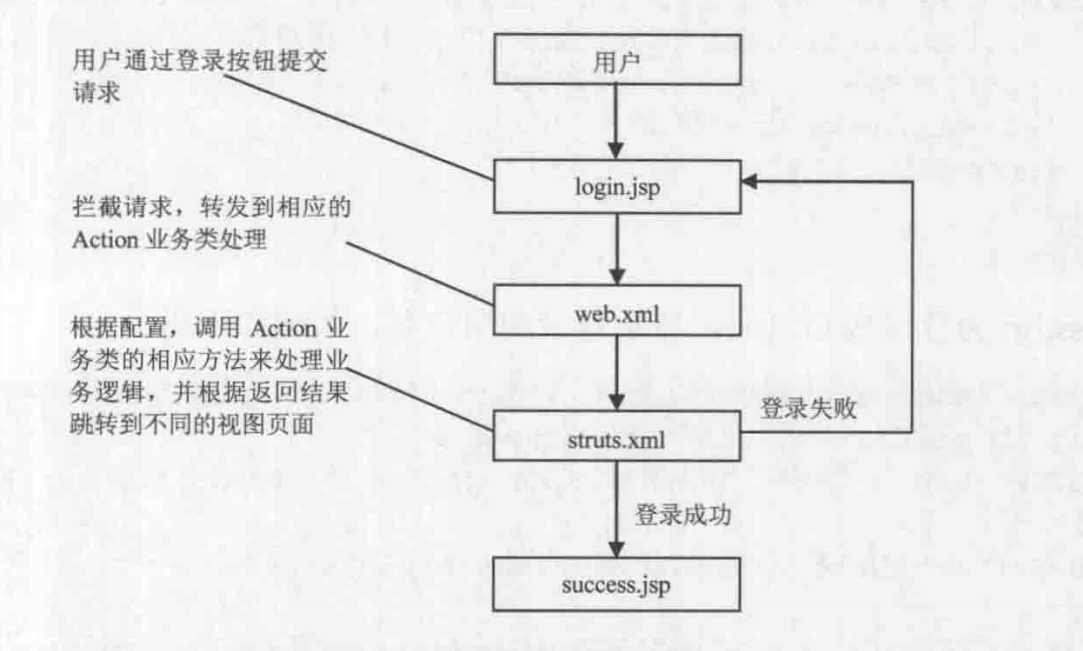 用户通过登录按钮提交
请求
用户
login.jsp
拦截请求，转发到相应的
Action 业务类处理
web.xml
根据配置，调用 Action 业
务类的相应方法来处理业
务逻辑，并根据返回结果
跳转到不同的视图页面
登录失败
struts.xml
登录成功
success.jsp